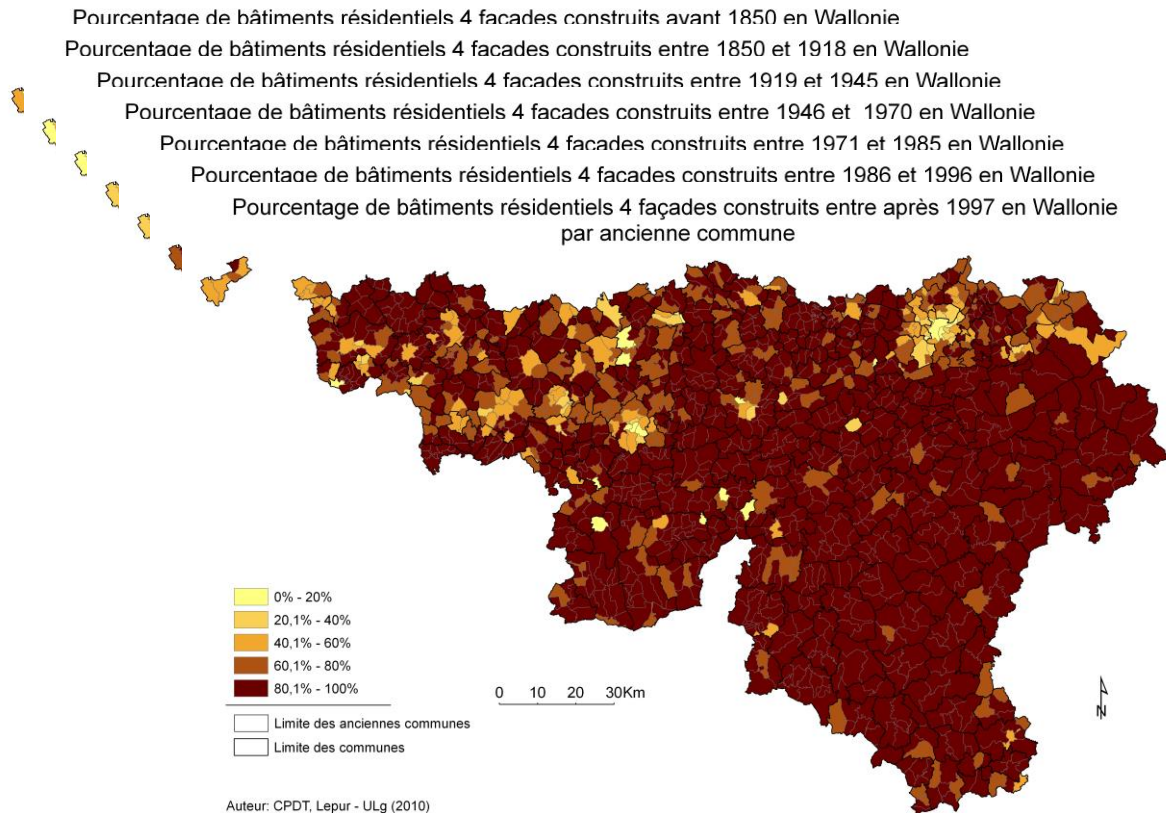 Pourcentage de bâtiments résidentiels 4 facades construits avant 1850 en Wallonie
Pourcentage de bâtiments résidentiels 4 facades construits entre 1850 et 1918 en Wallonie
Pourcentage de bâtiments résidentiels 4 facades construits entre 1919 et 1945 en Wallonie
Pourcentage de bâtiments résidentiels 4 facades construits entre 1946 et 1970 en Wallonie
Pourcentage de bâtiments résidentiels 4 facades construits entre 1971 et 1985 en Wallonie
Pourcentage de bâtiments résidentiels 4 facades construits entre 1986 et 1996 en Wallonie
Pourcentage de bâtiments résidentiels 4 façades construits entre après 1997 en Wallonie
par ancienne commune
0% - 20%
20,1% - 40%
40,1% - 60%
60,1% - 80%
80,1% - 100%
Limite des anciennes communes
Limite des communes
0 10 20 30Km
N
Auteur: CPDT, Lepur - ULg (2010)